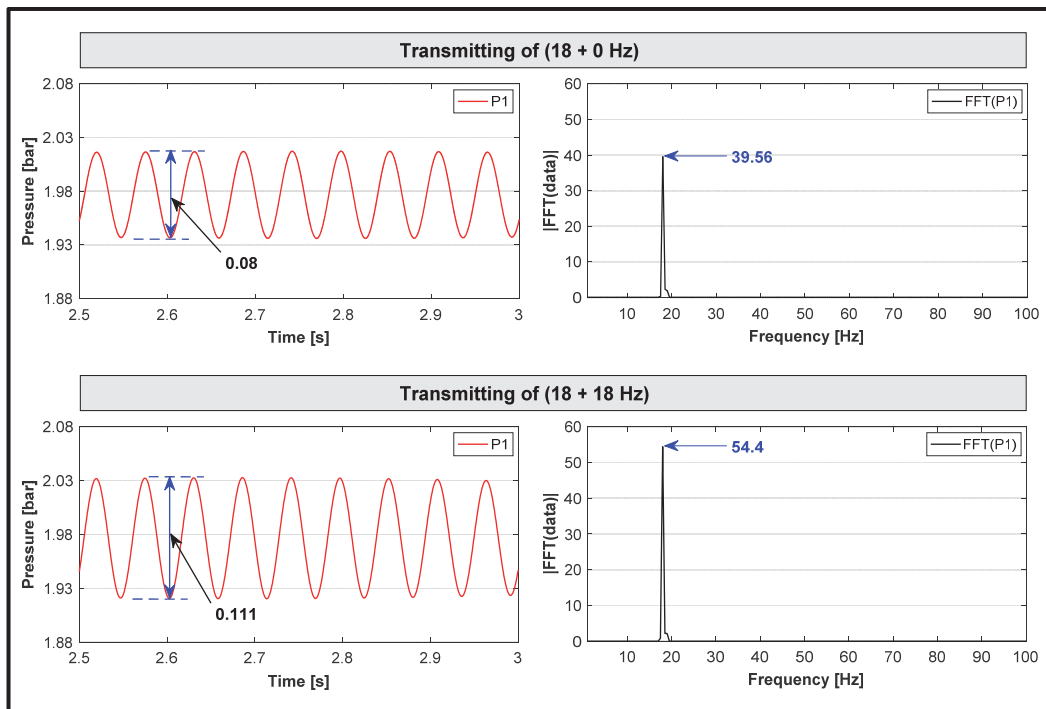 Transmitting of (18 + 0 Hz)
2.08
2.03
1.98
1.93
1.88
Pressure [bar]
P1
0.08
2.5 2.6 2.7 2.8 2.9 3
Time [s]
60
50
40
30
20
10
0
|FFT(data)|
FFT(P1)
39.56
10 20 30 40 50 60 70 80 90 100
Frequency [Hz]
Transmitting of (18 + 18 Hz)
2.08
2.03
1.98
1.93
1.88
Pressure [bar]
P1
0.111
2.5 2.6 2.7 2.8 2.9 3
Time [s]
60
50
40
30
20
10
0
|FFT(data)|
FFT(P1)
54.4
10 20 30 40 50 60 70 80 90 100
Frequency [Hz]